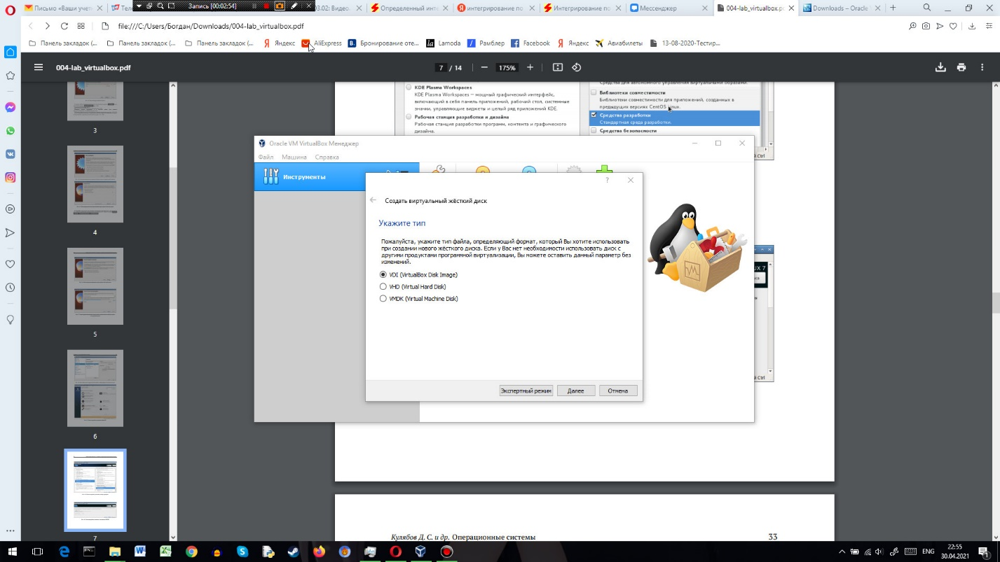 Письмо «Ваши учет
Теле
Запись [00:02:54]
03.02: Видео.
Определенный инте
интегрирование по
Интегрирование по
Мессенджер
004-lab_virtualbox.pd
Downloads – Oracle
file:///C:/Users/Богдан/Downloads/004-lab_virtualbox.pdf
Панель закладок (...
Панель закладок (...
Панель закладок (...
Яндекс
AliExpress
Бронирование оте...
Lamoda
Рамблер
Facebook
Яндекс
Авиабилеты
13-08-2020-Тестир...
004-lab_virtualbox.pdf
7 / 14
175%
3
4
5
6
7
KDE Plasma Workspaces
KDE Plasma Workspaces — мощный графический интерфейс,
включающий в себя панель приложений, рабочий стол, системные
значки, управляющие виджеты и целый ряд приложений KDE.
Рабочая станция разработки и дизайна
Рабочая станция разработки программ, контента и графического
дизайна.
Средства для автономного управления виртуальными образами.
Библиотеки совместимости
Библиотеки совместимости для приложений, созданных в
предыдущих версиях CentOS Linux.
Средства разработки
Стандартная среда разработки.
Средства безопасности
й Ctrl
Oracle VM VirtualBox Менеджер
Файл
Машина
Справка
Инструменты
?
Создать виртуальный жёсткий диск
Укажите тип
Пожалуйста, укажите тип файла, определяющий формат, который Вы хотите использовать
при создании нового жёсткого диска. Если у Вас нет необходимости использовать диск с
другими продуктами программной виртуализации, Вы можете оставить данный параметр без
изменений.
VDI (VirtualBox Disk Image)
VHD (Virtual Hard Disk)
VMDK (Virtual Machine Disk)
Экспертный режим
Далее
Отмена
UX 7
й Ctrl
Кулябов Д. С. и др. Операционные системы
33
ENG
22:55
30.04.2021